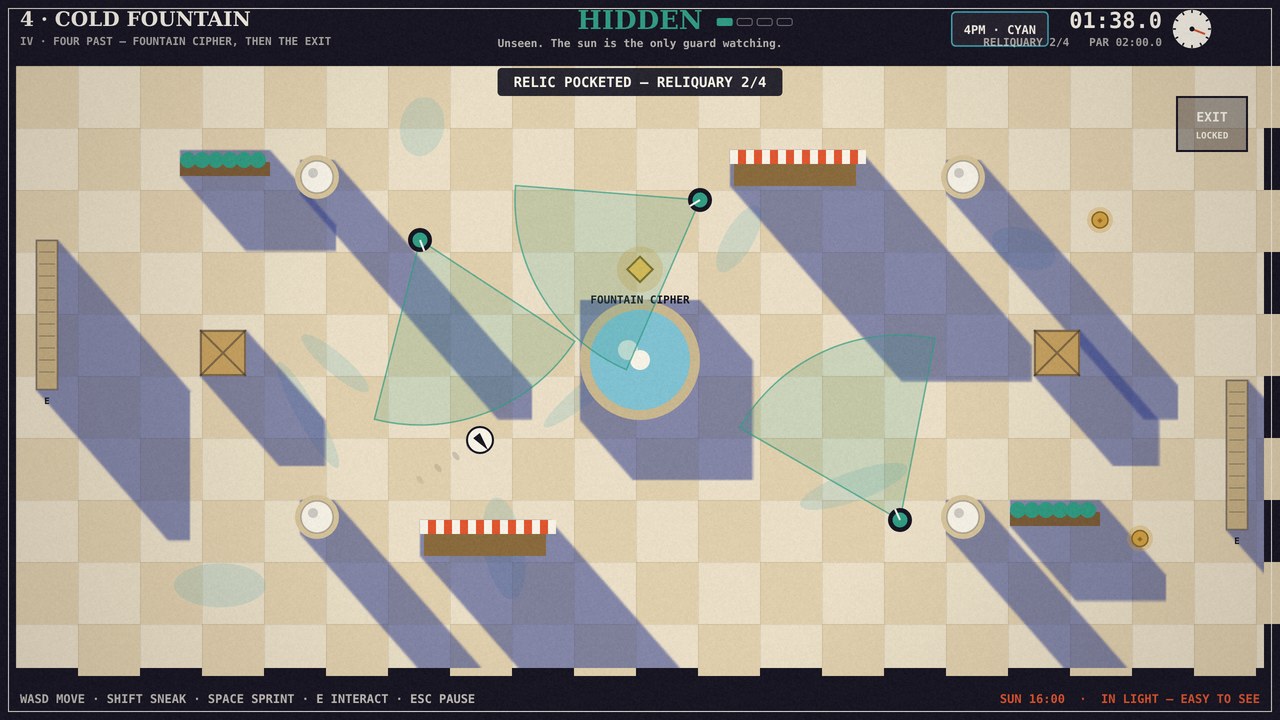 4 · COLD FOUNTAIN
IV · FOUR PAST — FOUNTAIN CIPHER, THEN THE EXIT
HIDDEN
Unseen. The sun is the only guard watching.
4PM · CYAN
01:38.0
RELIQUARY 2/4 PAR 02:00.0
RELIC POCKETED — RELIQUARY 2/4
EXIT
LOCKED
FOUNTAIN CIPHER
E
E
WASD MOVE · SHIFT SNEAK · SPACE SPRINT · E INTERACT · ESC PAUSE
SUN 16:00 · IN LIGHT — EASY TO SEE